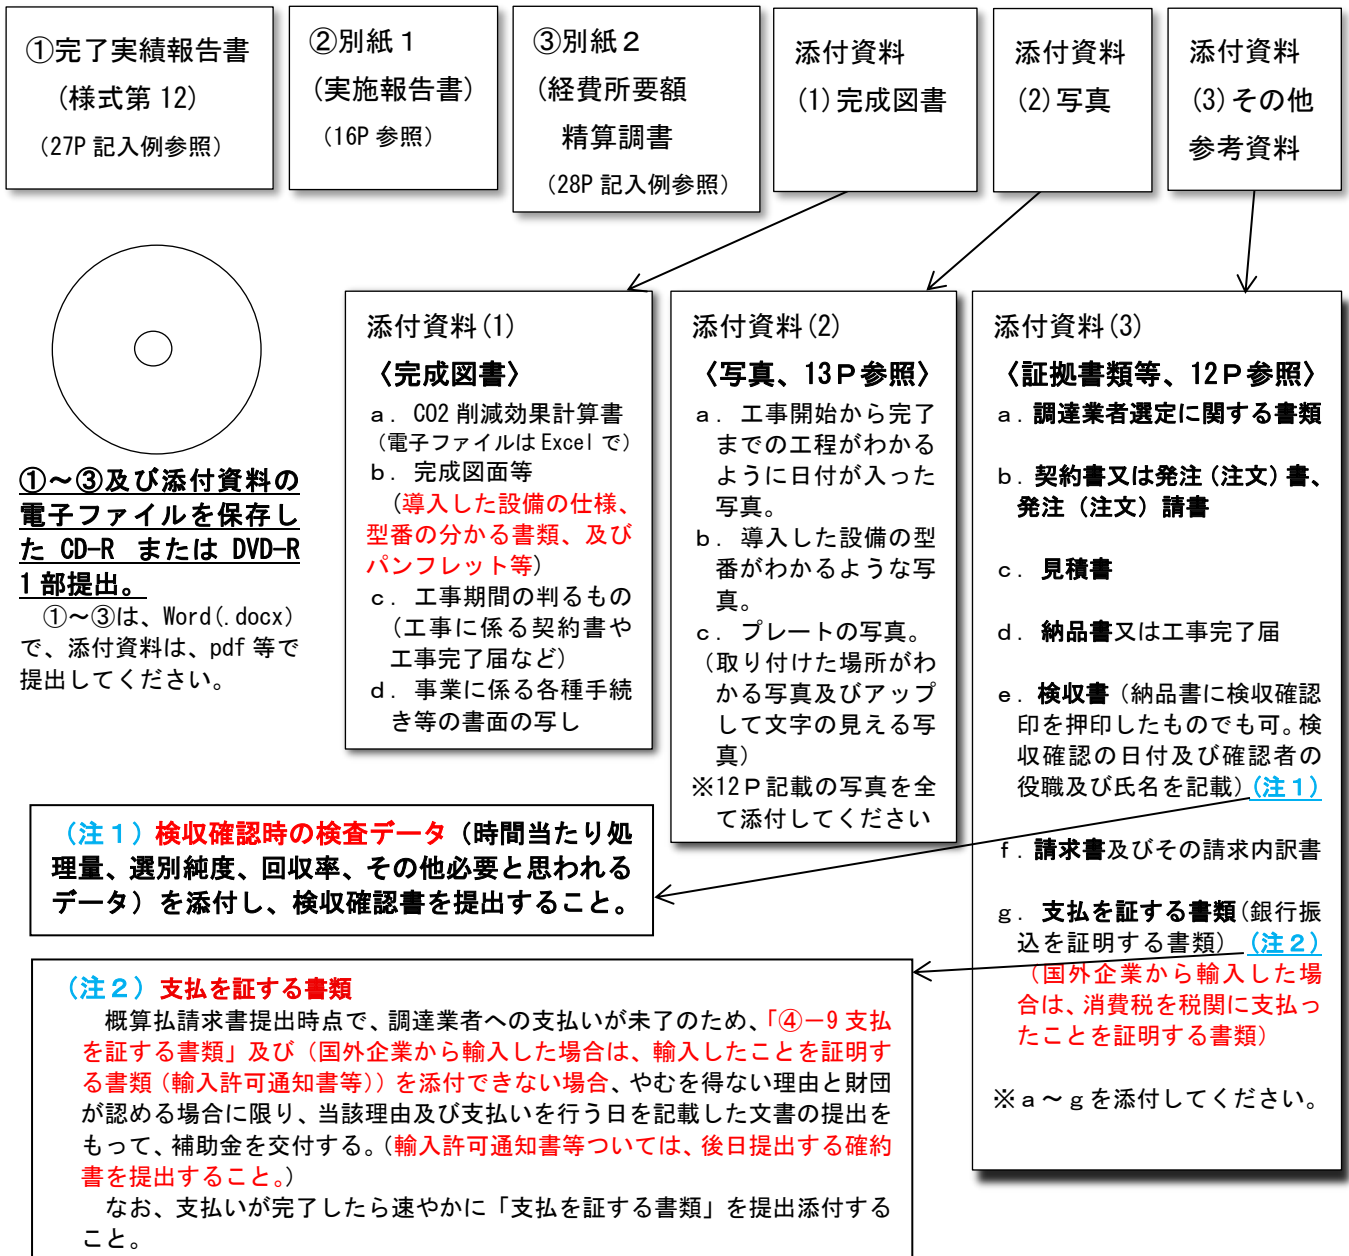 ①完了実績報告書
(様式第 12)
(27P 記入例参照)
②別紙１
(実施報告書)
(16P 参照)
③別紙２
(経費所要額
精算調書
(28P 記入例参照)
添付資料
(1)完成図書
添付資料
(2)写真
添付資料
(3)その他
参考資料
①～③及び添付資料の
電子ファイルを保存し
た CD-R または DVD-R
1 部提出。
①～③は、Word(.docx)
で、添付資料は、pdf 等で
提出してください。
添付資料(1)
〈完成図書〉
ａ．CO2 削減効果計算書
(電子ファイルは Excel で)
ｂ．完成図面等
(導入した設備の仕様、
型番の分かる書類、及び
パンフレット等)
ｃ．工事期間の判るもの
(工事に係る契約書や
工事完了届など)
ｄ．事業に係る各種手続
き等の書面の写し
添付資料(2)
〈写真、13Ｐ参照〉
ａ．工事開始から完了
までの工程がわかる
ように日付が入った
写真。
ｂ．導入した設備の型
番がわかるような写
真。
ｃ．プレートの写真。
(取り付けた場所がわ
かる写真及びアップ
して文字の見える写
真)
※12Ｐ記載の写真を全
て添付してください
添付資料(3)
〈証拠書類等、12Ｐ参照〉
ａ．調達業者選定に関する書類
ｂ．契約書又は発注(注文)書、
発注（注文）請書
ｃ．見積書
ｄ．納品書又は工事完了届
ｅ．検収書（納品書に検収確認
印を押印したものでも可。検
収確認の日付及び確認者の
役職及び氏名を記載)(注１)
ｆ．請求書及びその請求内訳書
ｇ．支払を証する書類(銀行振
込を証明する書類) (注２)
(国外企業から輸入した場
合は、消費税を税関に支払っ
たことを証明する書類)
※ａ～ｇを添付してください。
(注１)検収確認時の検査データ（時間当たり処
理量、選別純度、回収率、その他必要と思われる
データ）を添付し、検収確認書を提出すること。
(注２)支払を証する書類
概算払請求書提出時点で、調達業者への支払いが未了のため、「④－9 支払
を証する書類」及び（国外企業から輸入した場合は、輸入したことを証明す
る書類（輸入許可通知書等））を添付できない場合、やむを得ない理由と財団
が認める場合に限り、当該理由及び支払いを行う日を記載した文書の提出を
もって、補助金を交付する。(輸入許可通知書等ついては、後日提出する確約
書を提出すること。)
なお、支払いが完了したら速やかに「支払を証する書類」を提出添付する
こと。